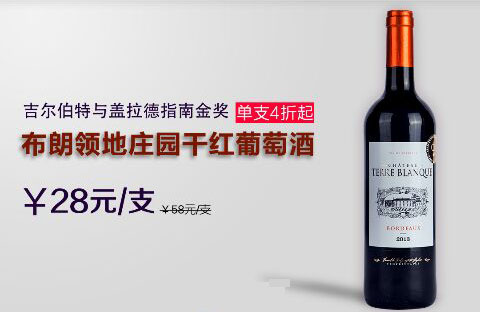 吉尔伯特与盖拉德指南金奖 单支4折起
布朗领地庄园干红葡萄酒
￥28元/支 ￥58元/支
CHÂTEAU
TERRE BLANQUE
BORDEAUX
2013